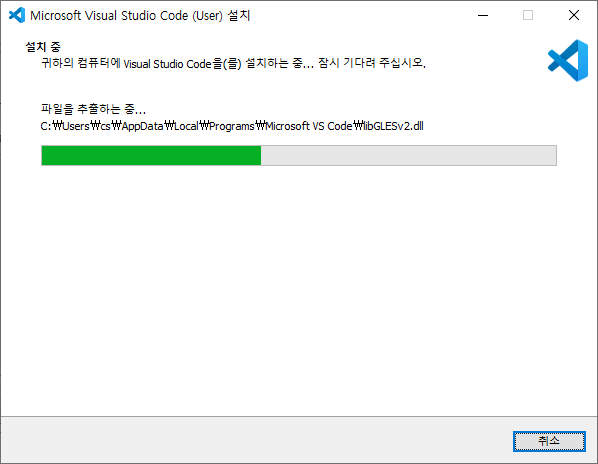 Microsoft Visual Studio Code (User) 설치
설치 중
귀하의 컴퓨터에 Visual Studio Code을(를) 설치하는 중... 잠시 기다려 주십시오.
파일을 추출하는 중...
C:₩Users₩cs₩AppData₩Local₩Programs₩Microsoft VS Code₩libGLESv2.dll
취소